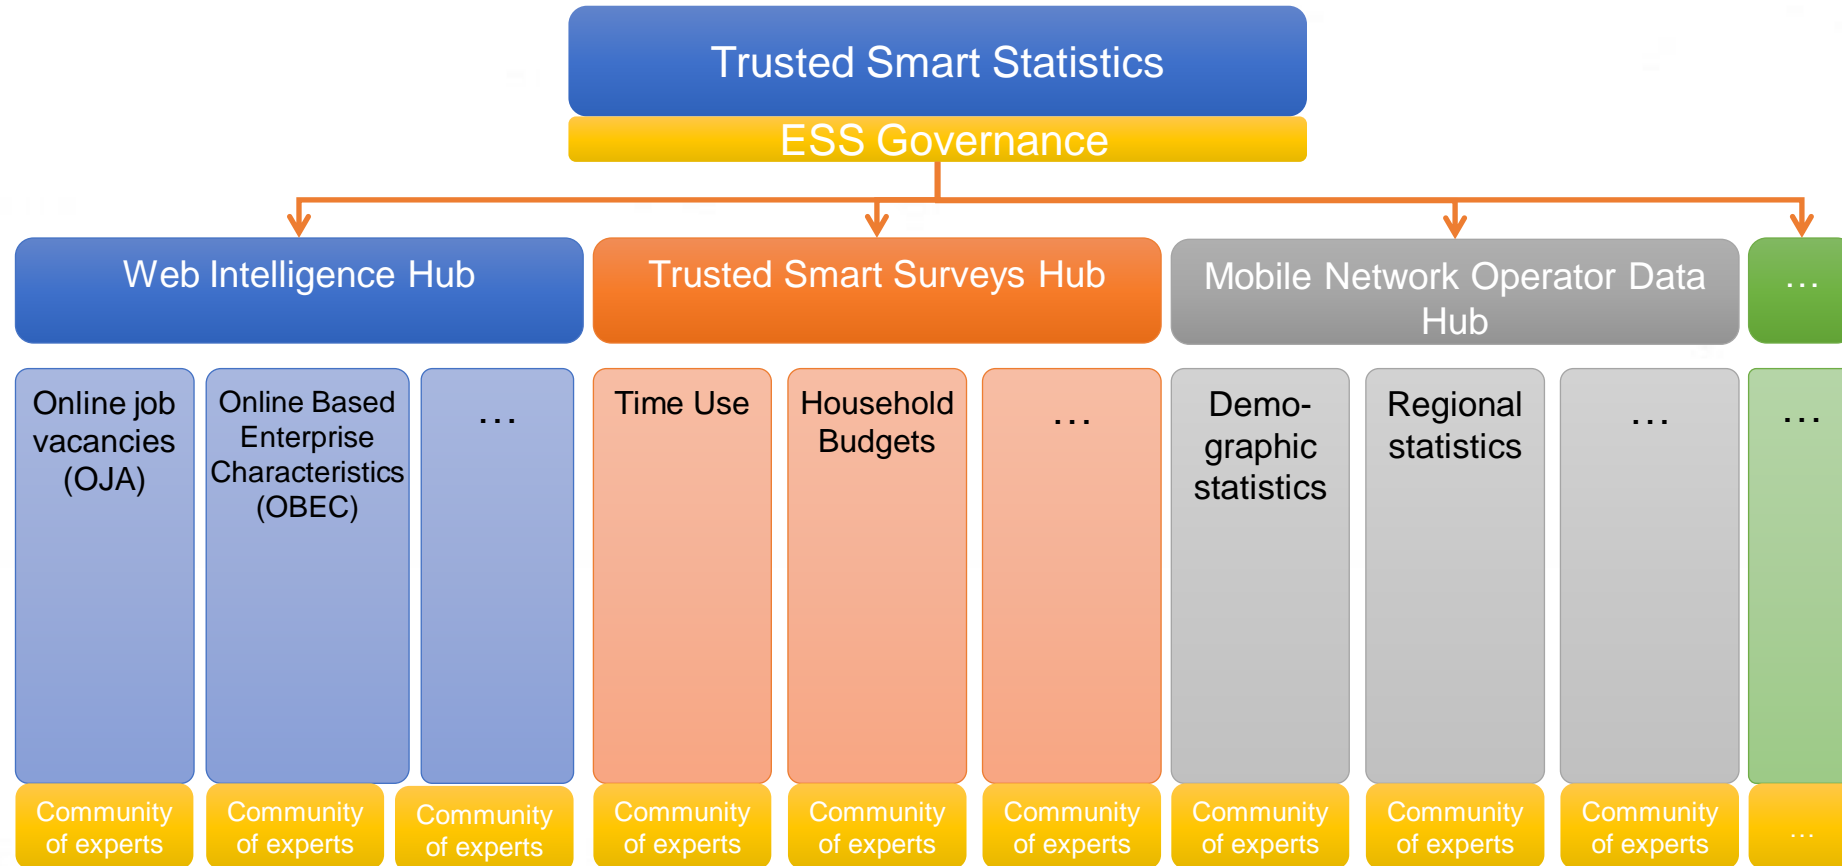 Trusted Smart Statistics
ESS Governance
Web Intelligence Hub
Trusted Smart Surveys Hub
Mobile Network Operator Data
Hub
...
Online job
vacancies
(OJA)
Online Based
Enterprise
Characteristics
(OBEC)
...
Time Use
Household
Budgets
...
Demo-
graphic
statistics
Regional
statistics
...
...
Community
of experts
Community
of experts
Community
of experts
Community
of experts
Community
of experts
Community
of experts
Community
of experts
Community
of experts
Community
of experts
...